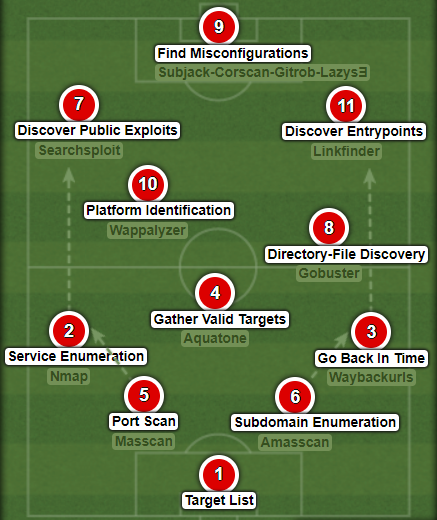 9
Find Misconfigurations
Subjack-Corscan-Gitrob-LazysƎ
7
Discover Public Exploits
Searchsploit
11
Discover Entrypoints
Linkfinder
10
Platform Identification
Wappalyzer
8
Directory-File Discovery
Gobuster
4
Gather Valid Targets
Aquatone
2
Service Enumeration
Nmap
3
Go Back In Time
Waybackurls
5
Port Scan
Masscan
6
Subdomain Enumeration
Amasscan
1
Target List